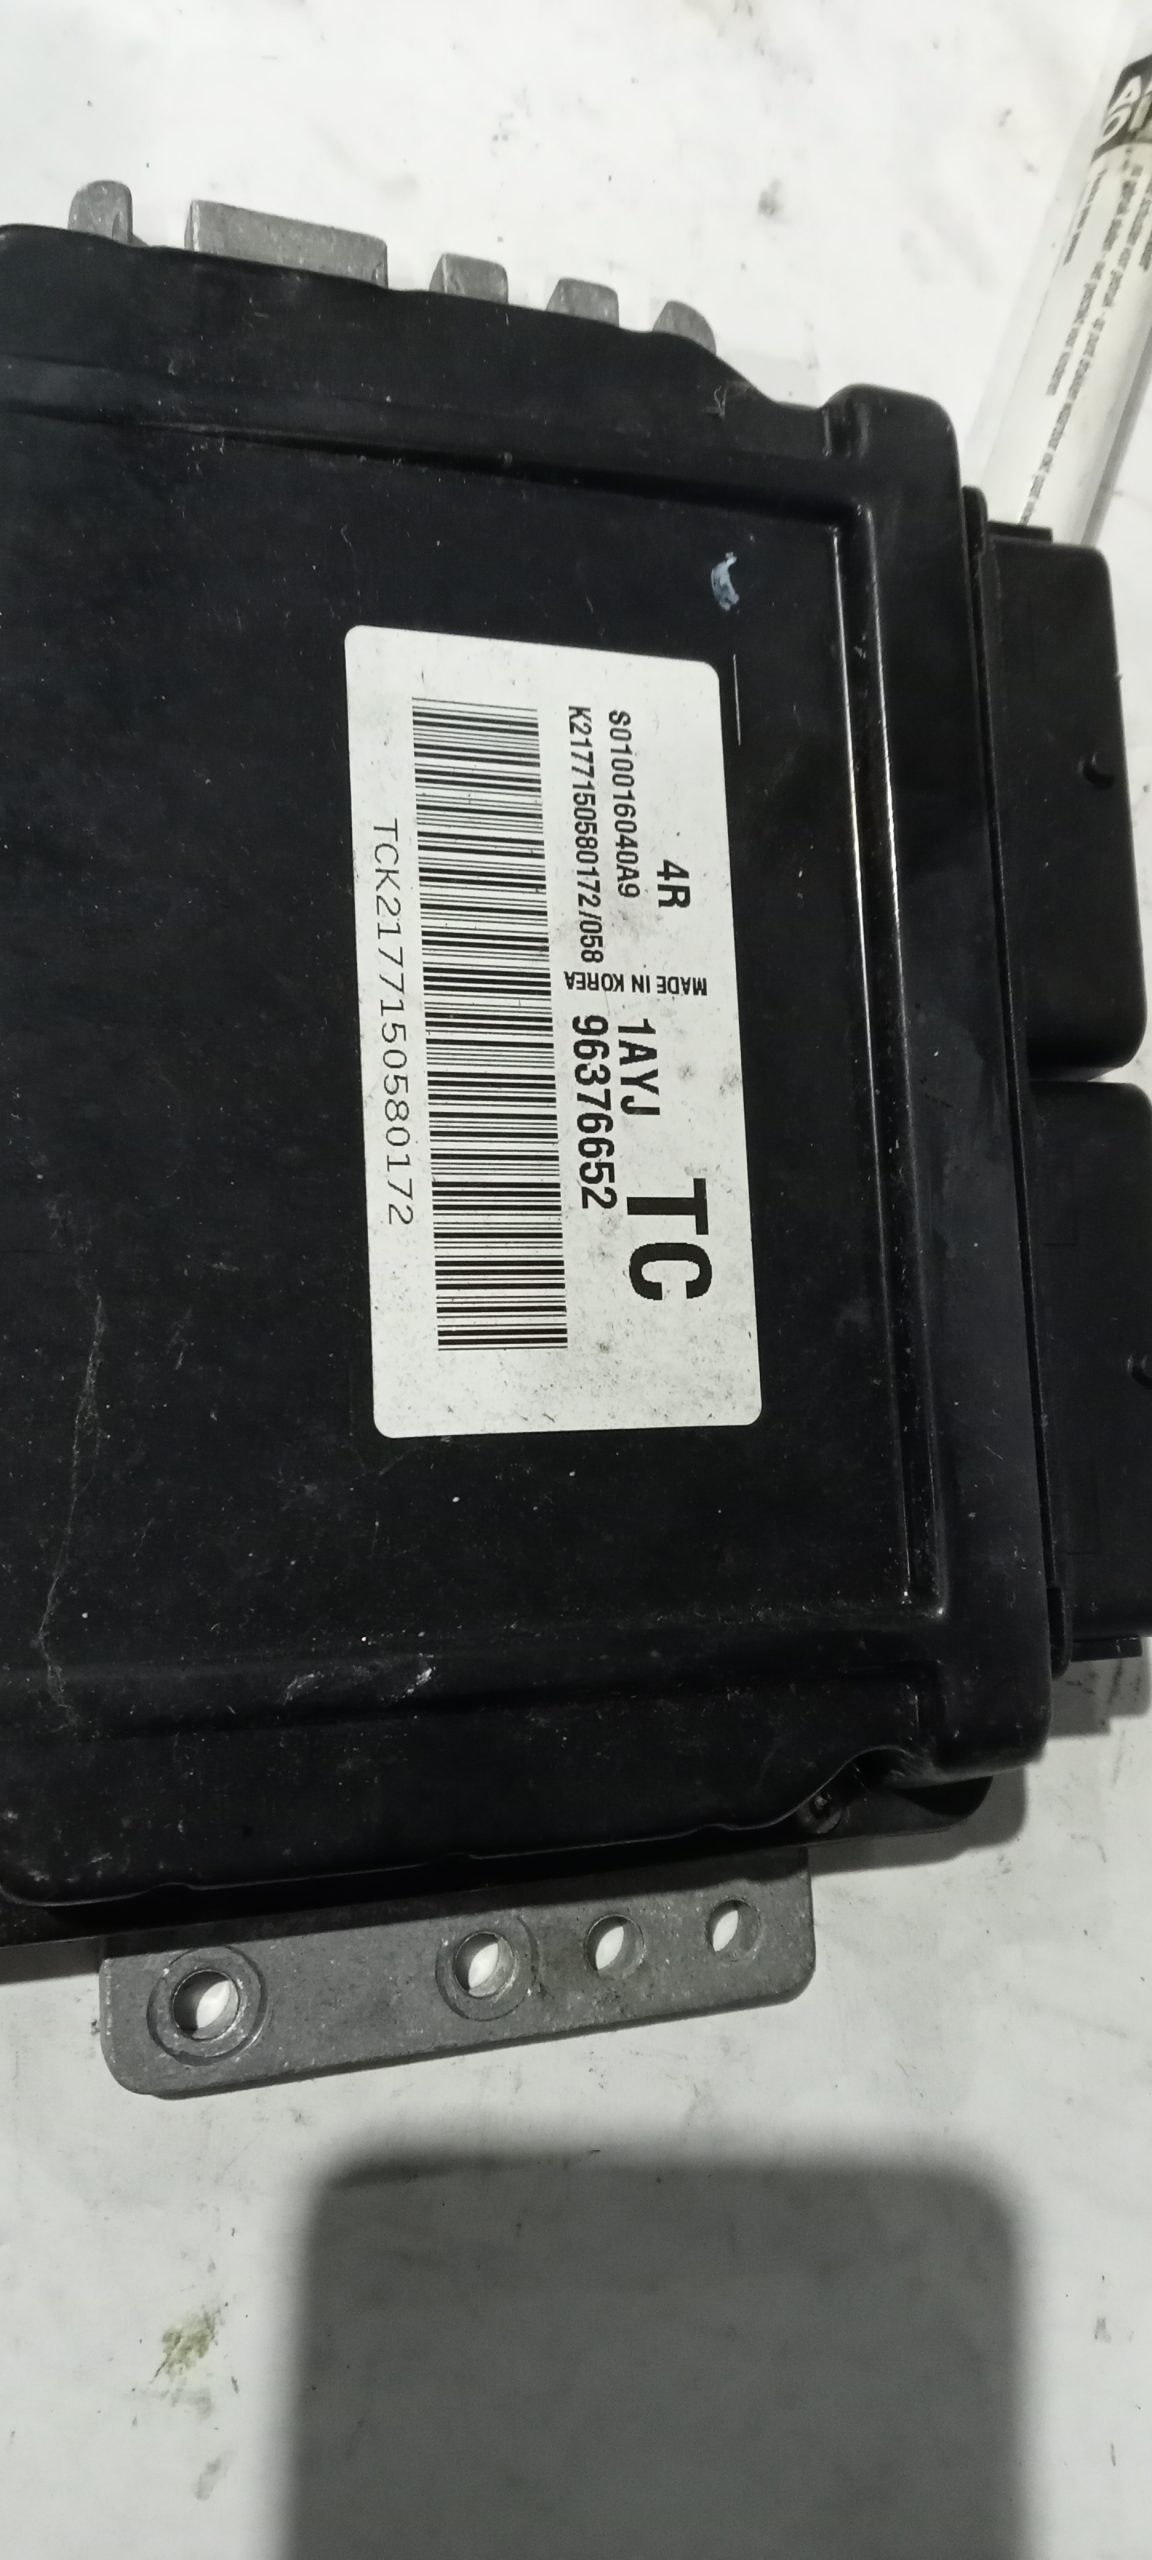 4R
S010016040A9
K2177150580172/058
MADE IN KOREA
1AYJ
96376652
TC
TCK2177150580172